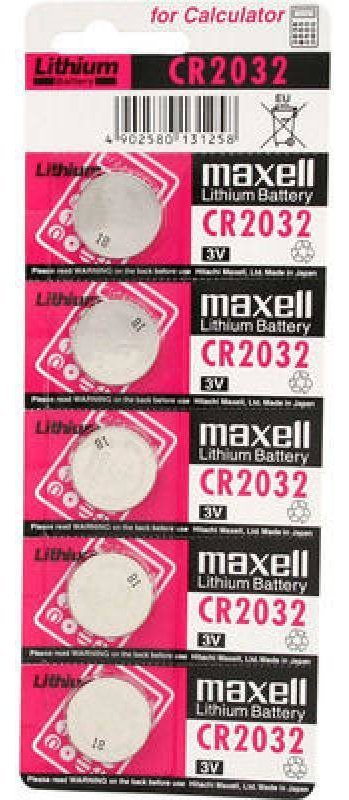 for Calculator
Lithium CR2032
Battery
EU
4 902580 131258
Lithium maxell
Lithium Battery
CR2032
18
3V
Please read WARNING on the back before use Hitachi Maxell, Ltd. Made in Japan
Lithium maxell
Lithium Battery
18
CR2032
3V
Please read WARNING on the back before use Hitachi Maxell, Ltd. Made in Japan
Lithium maxell
Lithium Battery
18
CR2032
3V
Please read WARNING on the back before use Hitachi Maxell, Ltd. Made in Japan
Lithium maxell
Lithium Battery
18
CR2032
3V
Please read WARNING on the back before use Hitachi Maxell, Ltd. Made in Japan
Lithium maxell
Lithium Battery
CR2032
18
3V
Please read WARNING on the back before use Hitachi Maxell, Ltd. Made in Japan